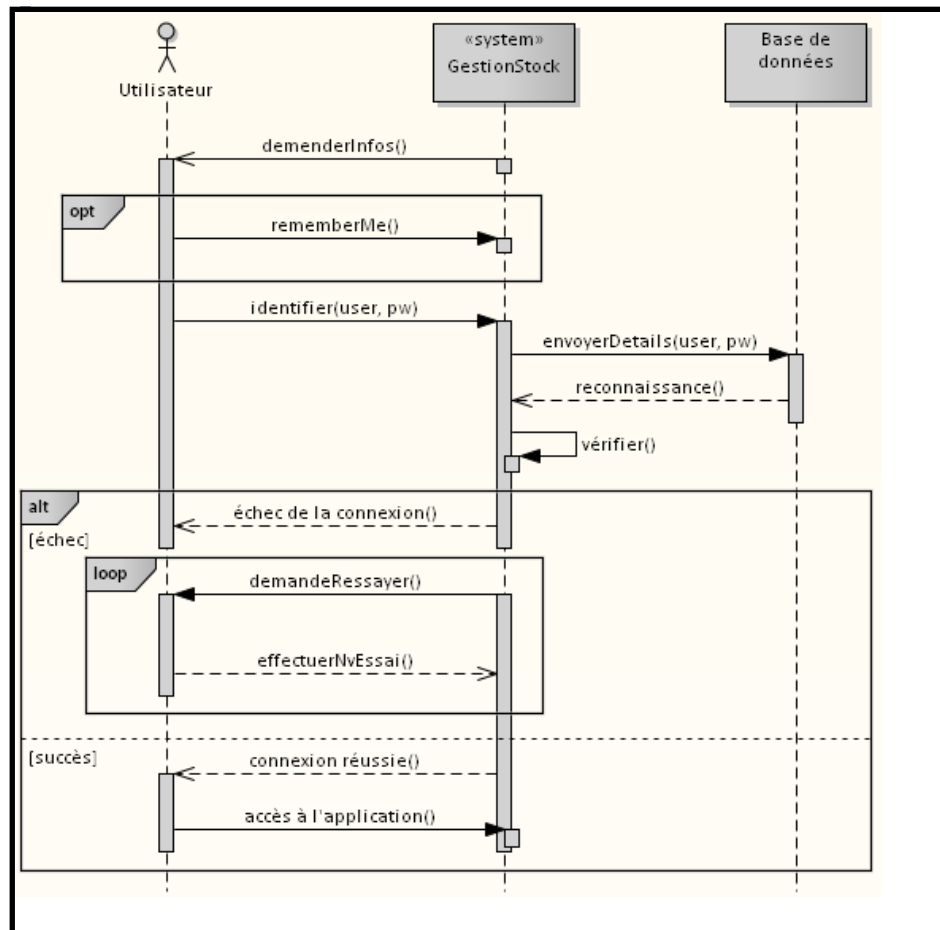 Utilisateur
«system»
GestionStock
Base de
données
demenderInfos()
opt
rememberMe()
identifier(user, pw)
envoyerDetails(user, pw)
reconnaissance()
vérifier()
alt
échec de la connexion()
[échec]
loop
demandeRessayer()
effectuerNvEssai()
[succès]
connexion réussie()
accès à l'application()